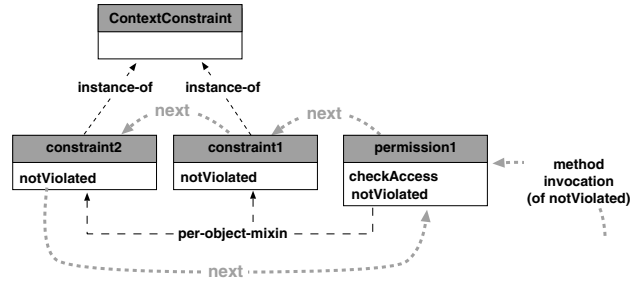 ContextConstraint
instance-of
instance-of
next
next
constraint2
notViolated
constraint1
notViolated
permission1
checkAccess
notViolated
method
invocation
(of notViolated)
per-object-mixin
next